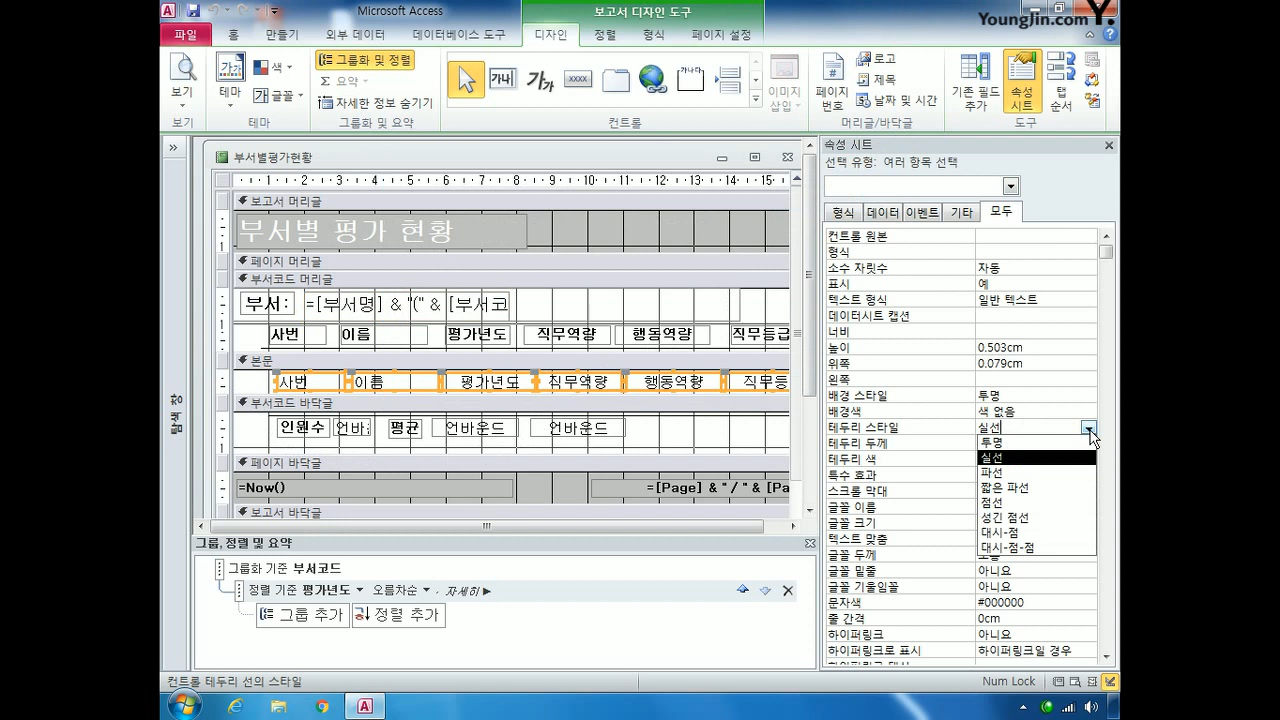 Microsoft Access
보고서 디자인 도구
YoungJin.com Y.
파일 홈 만들기 외부 데이터 데이터베이스 도구 디자인 정렬 형식 페이지 설정
보기
보기
테마
색
글꼴
테마
그룹화 및 정렬
요약
자세한 정보 숨기기
그룹화 및 요약
가나
가가
XXXX
가나다
컨트롤
이미지
삽입
페이지
번호
로고
제목
날짜 및 시간
머리글/바닥글
기존 필드
추가
속성
시트
탭
순서
도구
탐색 창
부서별평가현황
1 2 3 4 5 6 7 8 9 10 11 12 13 14 15
보고서 머리글
부서별 평가 현황
페이지 머리글
부서코드 머리글
부서: =[부서명] & "(" & [부서코
사번 이름 평가년도 직무역량 행동역량 직무등급
본문
사번 이름 평가년도 직무역량 행동역량 직무등
부서코드 바닥글
인원수 언바 평균 언바운드 언바운드
페이지 바닥글
=Now() =[Page] & " / " & [Pa
보고서 바닥글
그룹, 정렬 및 요약
그룹화 기준 부서코드
정렬 기준 평가년도 오름차순 , 자세히
그룹 추가 정렬 추가
속성 시트
선택 유형: 여러 항목 선택
형식 데이터 이벤트 기타 모두
컨트롤 원본
형식
소수 자릿수 자동
표시 예
텍스트 형식 일반 텍스트
데이터시트 캡션
너비
높이 0.503cm
위쪽 0.079cm
왼쪽
배경 스타일 투명
배경색 색 없음
테두리 스타일 실선
테두리 두께 투명
테두리 색 실선
특수 효과 파선
스크롤 막대 짧은 파선
글꼴 이름 점선
글꼴 크기 성긴 점선
텍스트 맞춤 대시-점
글꼴 두께 대시-점-점
글꼴 밑줄 아니요
글꼴 기울임꼴 아니요
문자색 #000000
줄 간격 0cm
하이퍼링크 아니요
하이퍼링크로 표시 하이퍼링크일 경우
컨트롤 테두리 선의 스타일
Num Lock